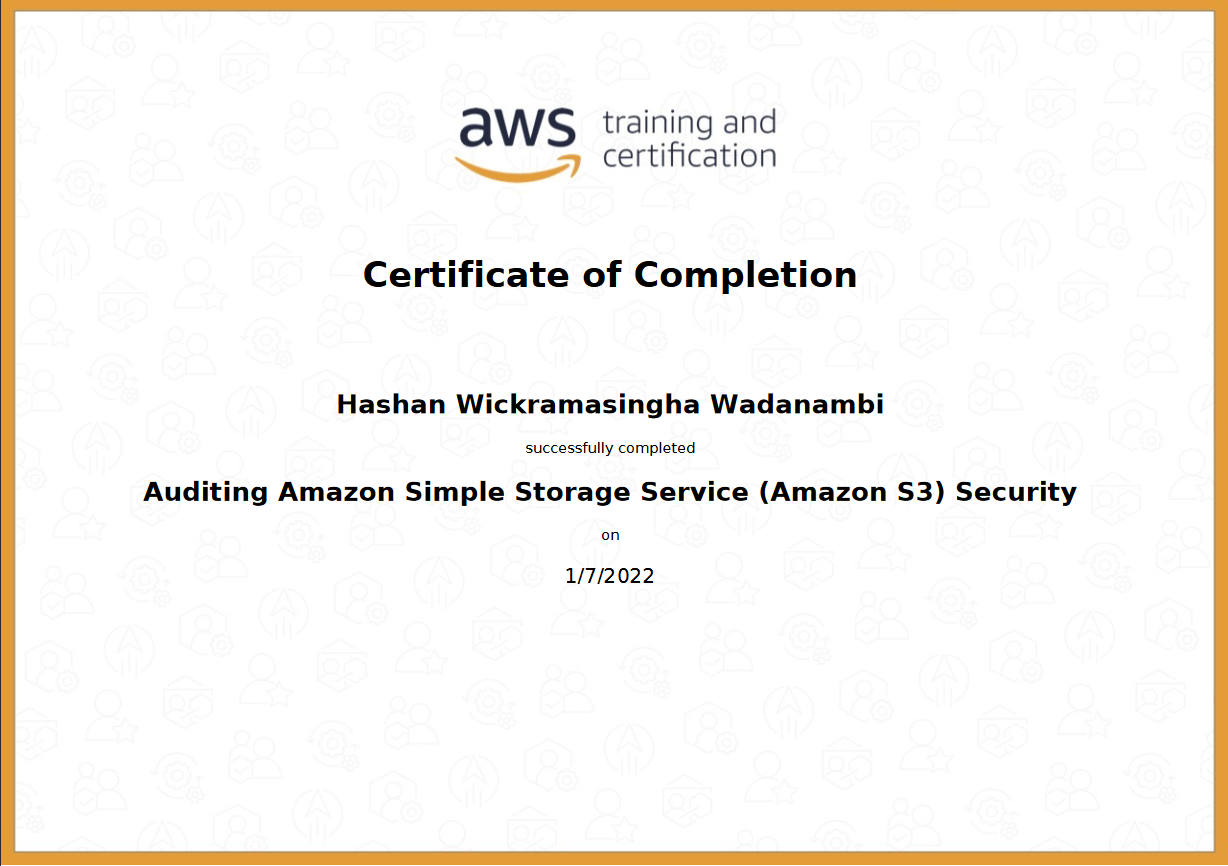 aws training and
certification
Certificate of Completion
Hashan Wickramasingha Wadanambi
successfully completed
Auditing Amazon Simple Storage Service (Amazon S3) Security
on
1/7/2022